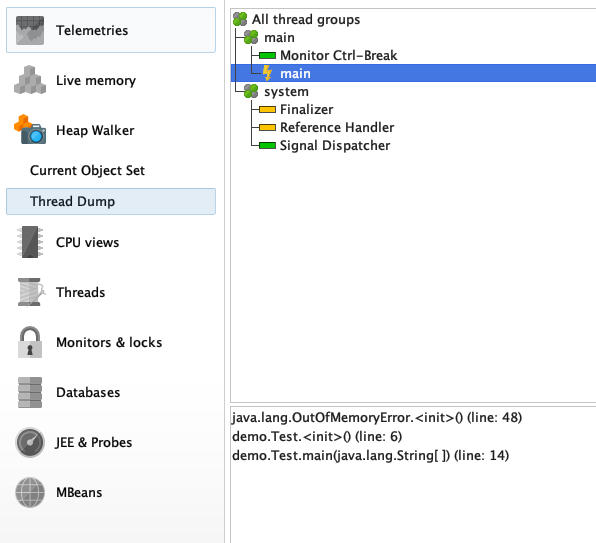 Telemetries
Live memory
Heap Walker
Current Object Set
Thread Dump
CPU views
Threads
Monitors & locks
Databases
JEE & Probes
MBeans
All thread groups
main
Monitor Ctrl-Break
main
system
Finalizer
Reference Handler
Signal Dispatcher
java.lang.OutOfMemoryError.<init>() (line: 48)
demo.Test.<init>() (line: 6)
demo.Test.main(java.lang.String[ ]) (line: 14)